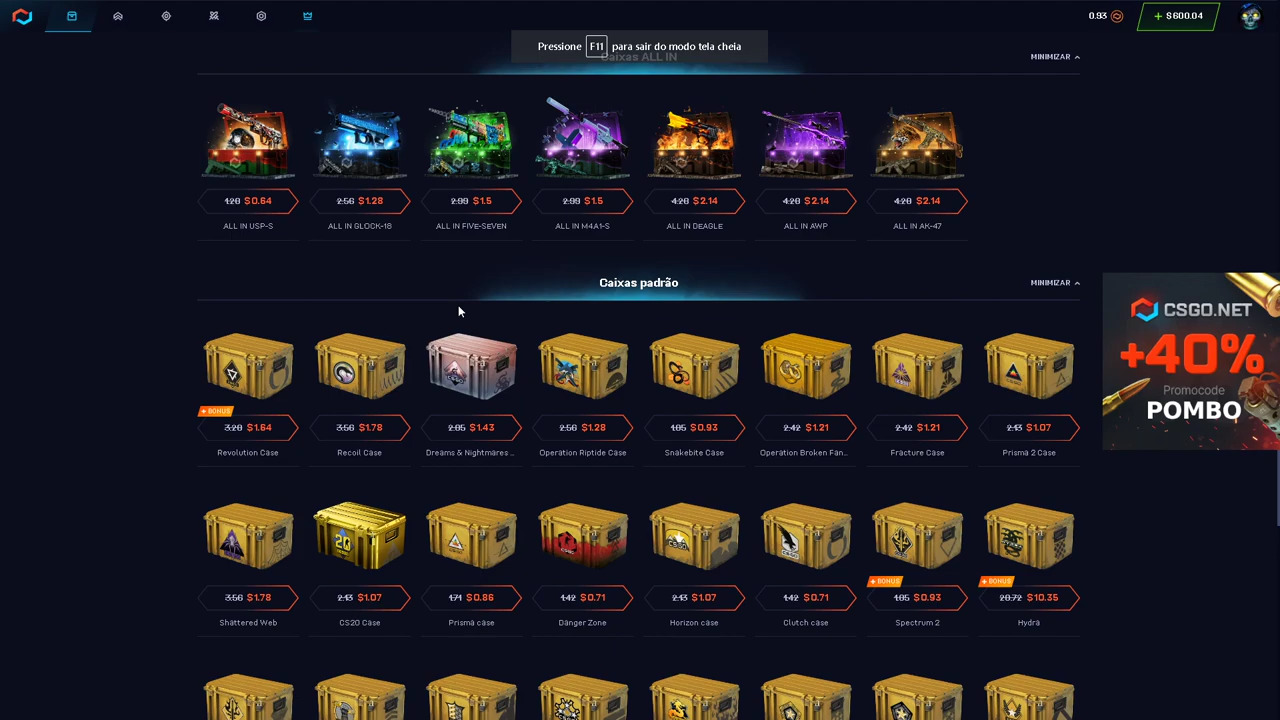 0.93
+ $600.04
Pressione F11 para sair do modo tela cheia
Caixas ALL IN
MINIMIZAR
1.28 $0.64
2.56 $1.28
2.99 $1.5
2.99 $1.5
4.28 $2.14
4.28 $2.14
4.28 $2.14
ALL IN USP-S
ALL IN GLOCK-18
ALL IN FIVE-SEVEN
ALL IN M4A1-S
ALL IN DEAGLE
ALL IN AWP
ALL IN AK-47
Caixas padrão
MINIMIZAR
CSGO.NET
+40%
Promocode
POMBO
+ BONUS
3.28 $1.64
3.56 $1.78
2.85 $1.43
2.56 $1.28
1.85 $0.93
2.42 $1.21
2.42 $1.21
2.13 $1.07
Revolution Case
Recoil Case
Dreams & Nightmares ...
Operation Riptide Case
Snakebite Case
Operation Broken Fan...
Fracture Case
Prisma 2 Case
+ BONUS
+ BONUS
3.56 $1.78
2.13 $1.07
1.71 $0.86
1.42 $0.71
2.13 $1.07
1.42 $0.71
1.85 $0.93
20.72 $10.35
Shattered Web
CS20 Case
Prisma case
Danger Zone
Horizon case
Clutch case
Spectrum 2
Hydra